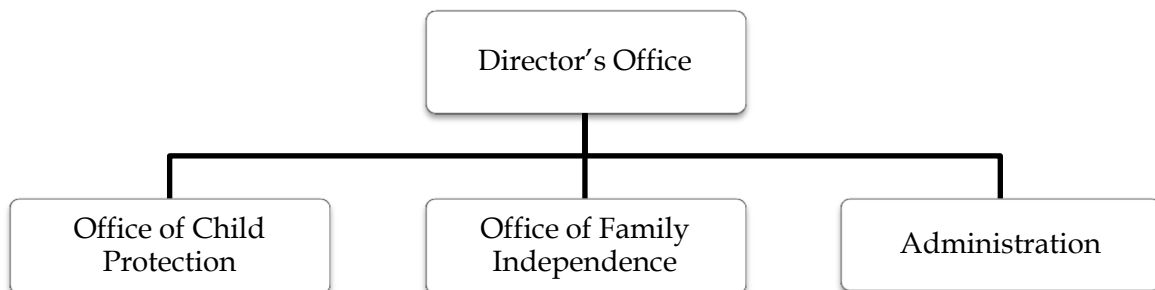 Director’s Office
Office of Child
Protection
Office of Family
Independence
Administration